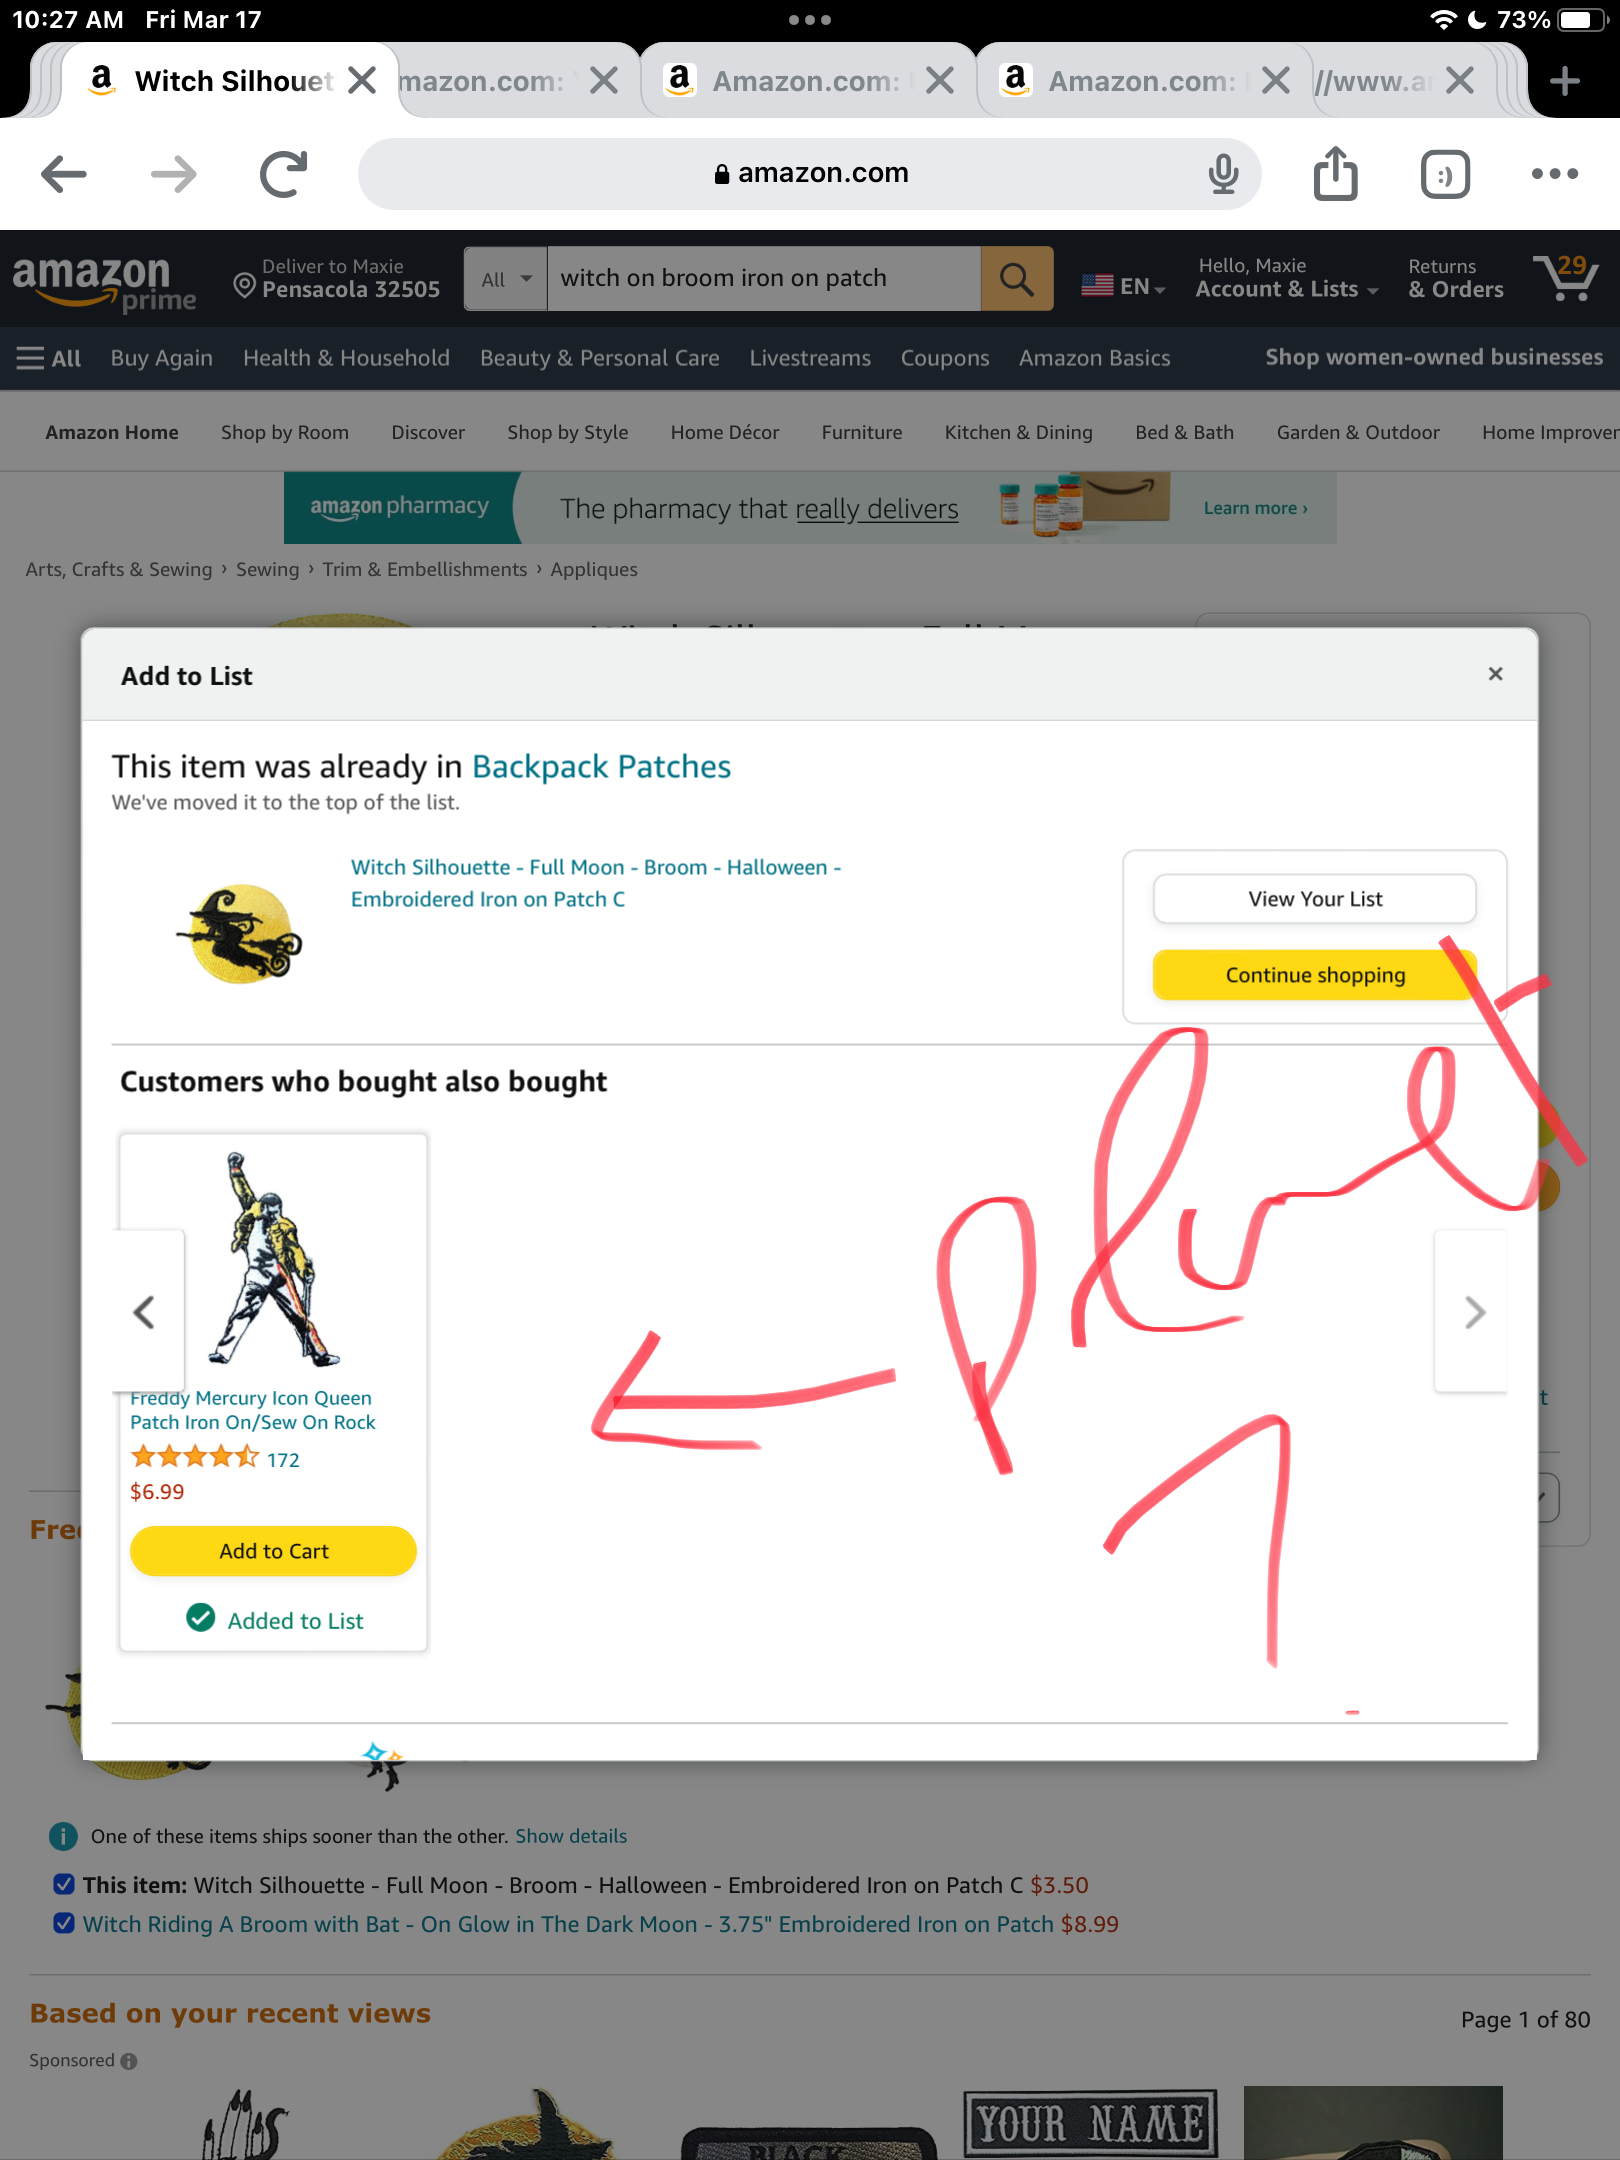 10:27 AM Fri Mar 17
73%
Witch Silhouet
mazon.com:
Amazon.com:
Amazon.com:
//www.a
amazon.com
amazon prime
Deliver to Maxie
Pensacola 32505
All
witch on broom iron on patch
EN
Hello, Maxie
Account & Lists
Returns
& Orders
29
All Buy Again Health & Household Beauty & Personal Care Livestreams Coupons Amazon Basics Shop women-owned businesses
Amazon Home Shop by Room Discover Shop by Style Home Décor Furniture Kitchen & Dining Bed & Bath Garden & Outdoor Home Improver
amazon pharmacy The pharmacy that really delivers Learn more ›
Arts, Crafts & Sewing › Sewing › Trim & Embellishments › Appliques
Add to List
This item was already in Backpack Patches
We've moved it to the top of the list.
Witch Silhouette - Full Moon - Broom - Halloween -
Embroidered Iron on Patch C
View Your List
Continue shopping
Customers who bought also bought
Freddy Mercury Icon Queen
Patch Iron On/Sew On Rock
172
$6.99
Add to Cart
Added to List
Fre
t
One of these items ships sooner than the other. Show details
This item: Witch Silhouette - Full Moon - Broom - Halloween - Embroidered Iron on Patch C $3.50
Witch Riding A Broom with Bat - On Glow in The Dark Moon - 3.75" Embroidered Iron on Patch $8.99
Based on your recent views
Page 1 of 80
Sponsored
YOUR NAME
BLACK